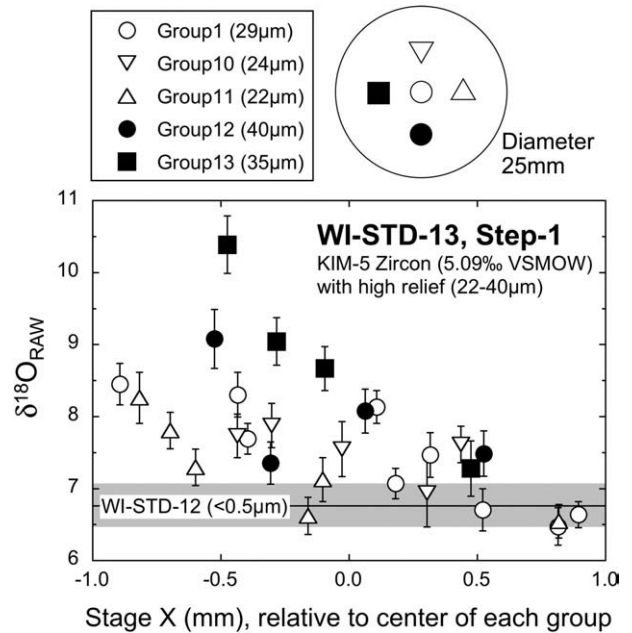 Group1 (29μm)
Group10 (24μm)
Group11 (22μm)
Group12 (40μm)
Group13 (35μm)
Diameter
25mm
WI-STD-13, Step-1
KIM-5 Zircon (5.09‰ VSMOW)
with high relief (22-40μm)
δ¹⁸O_RAW
11
10
9
8
7
6
WI-STD-12 (<0.5μm)
-1.0
-0.5
0.0
0.5
1.0
Stage X (mm), relative to center of each group